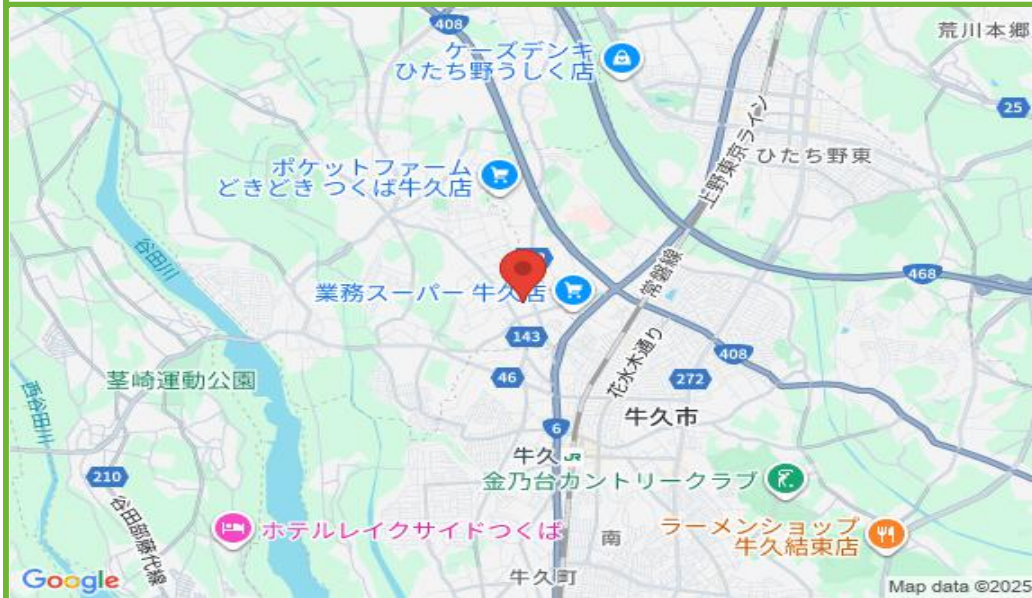 408
荒川本郷
ケーズデンキ
ひたち野うしく店
25
上野東京ライン
ひたち野東
ポケットファーム
どきどき つくば牛久店
谷田川
468
常磐線
業務スーパー 牛久店
143
花水木通り
408
46
272
茎崎運動公園
西谷田川
牛久市
6
牛久
JR
210
金乃台カントリークラブ
谷田部藤代線
ホテルレイクサイドつくば
南
ラーメンショップ
牛久結束店
牛久町
Google
Map data ©2025